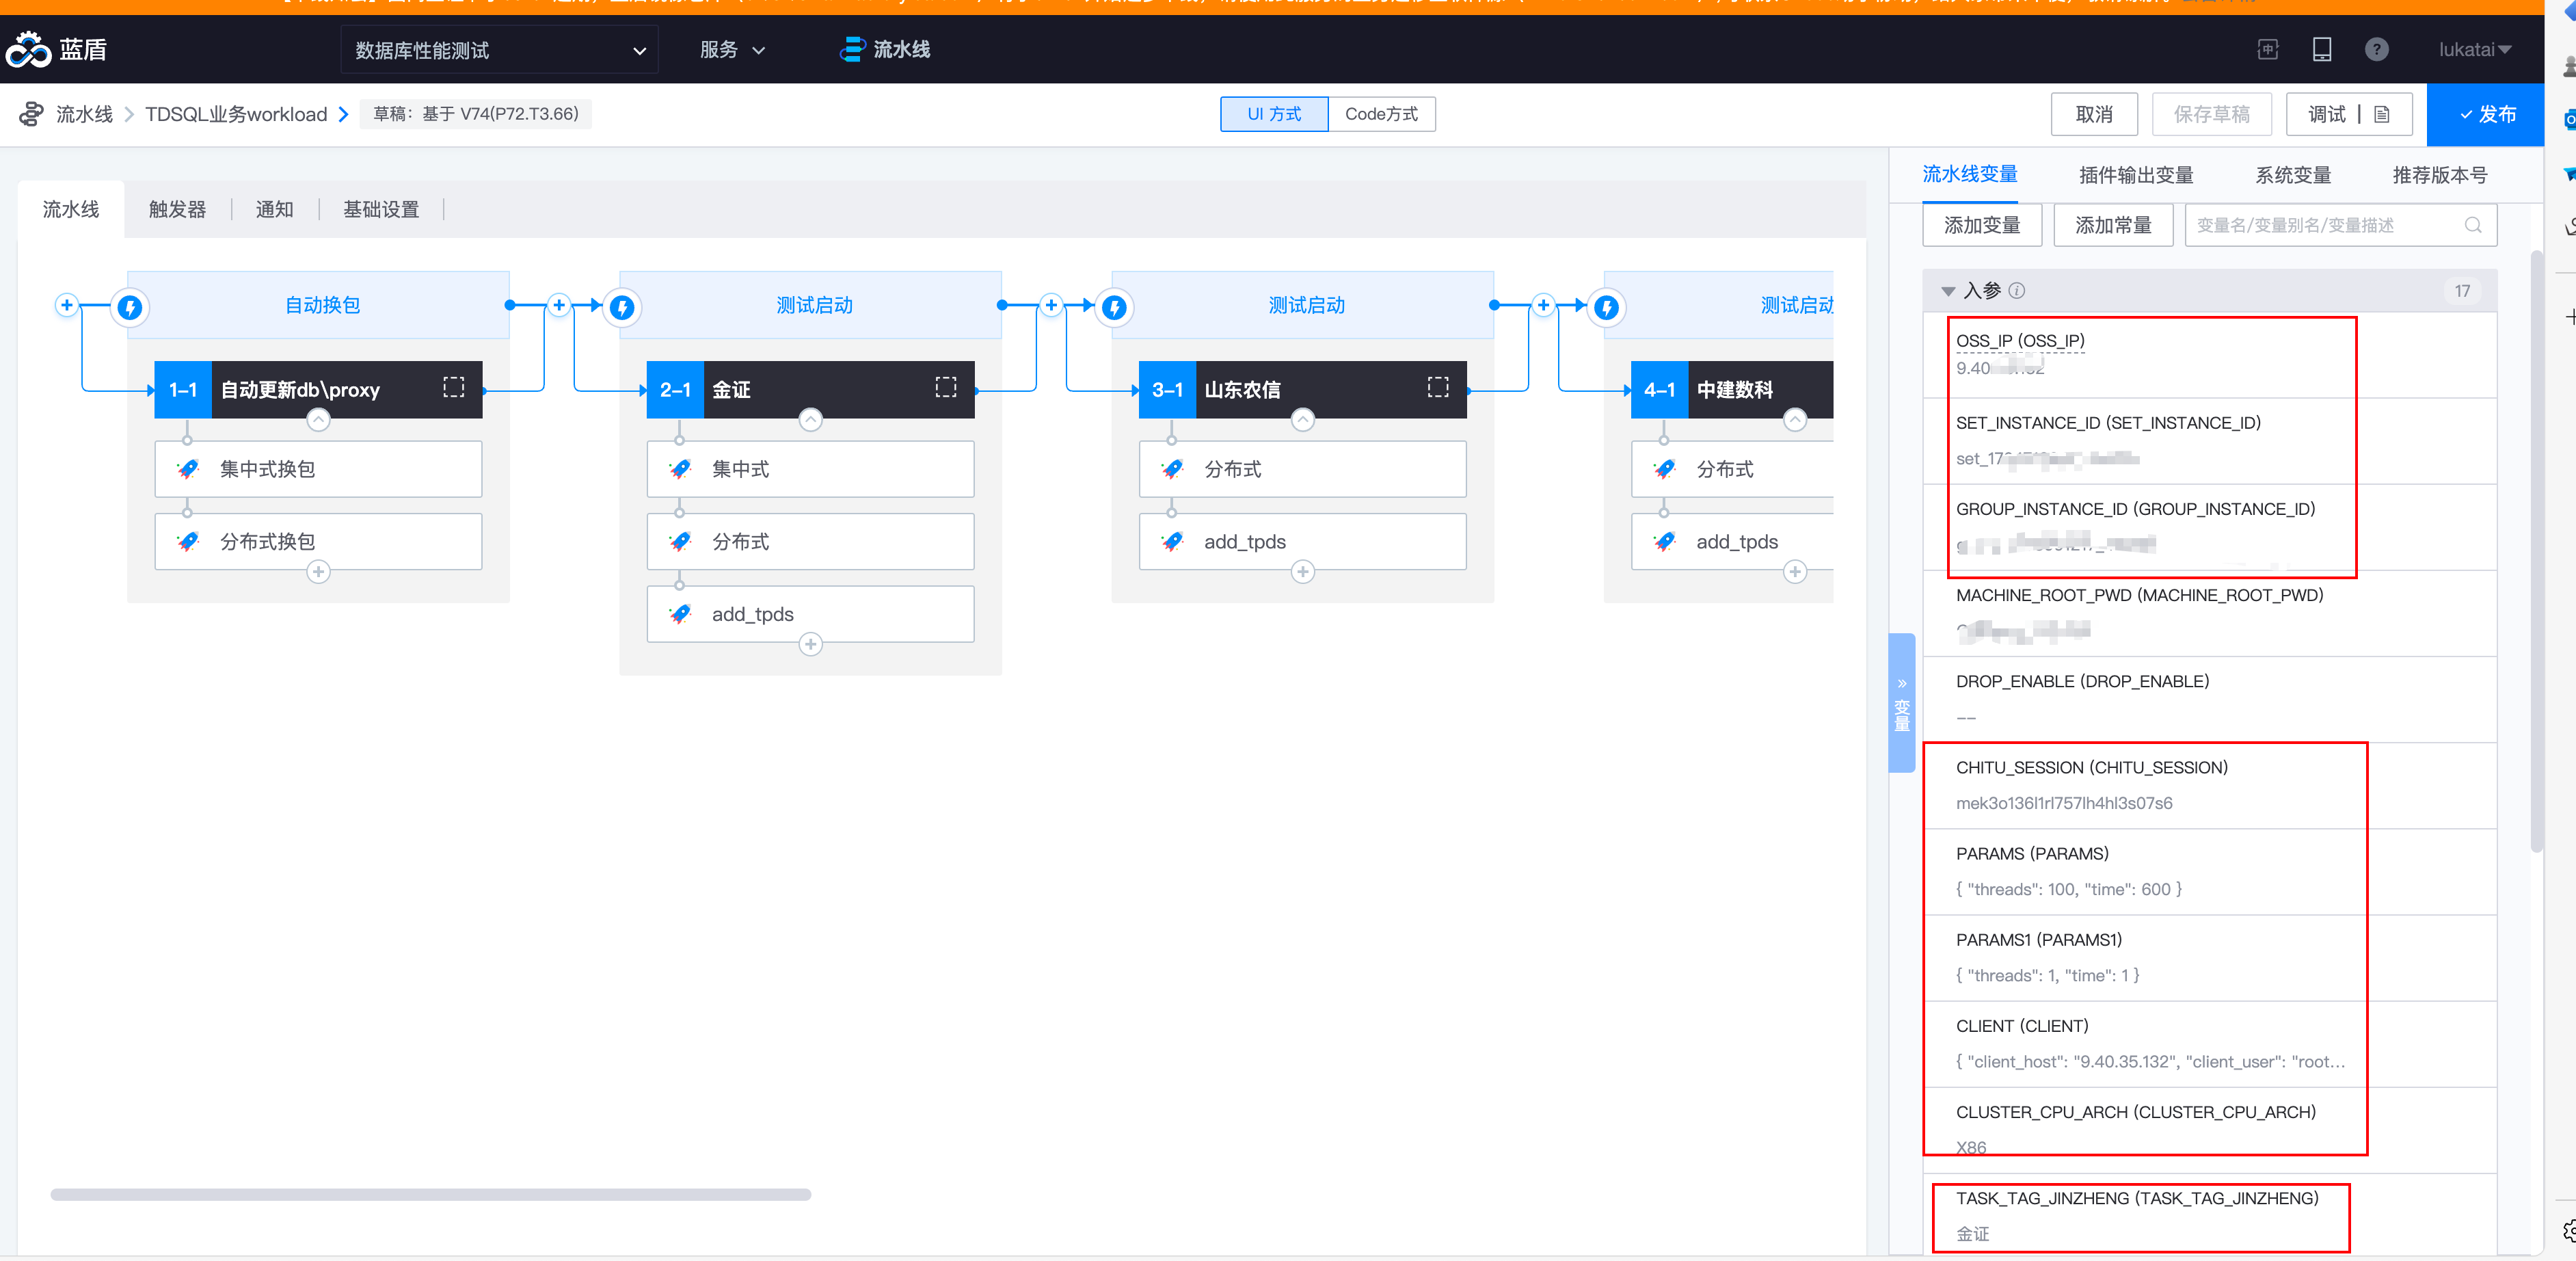 蓝盾
数据库性能测试
服务
流水线
lukatai
流水线
TDSQL业务workload
草稿：基于 V74(P72.T3.66)
UI 方式
Code方式
取消
保存草稿
调试
发布
流水线
触发器
通知
基础设置
自动换包
1-1
自动更新db\proxy
集中式换包
分布式换包
测试启动
2-1
金证
集中式
分布式
add_tpds
测试启动
3-1
山东农信
分布式
add_tpds
测试启动
4-1
中建数科
分布式
add_tpds
变量
流水线变量
插件输出变量
系统变量
推荐版本号
添加变量
添加常量
变量名/变量别名/变量描述
入参
17
OSS_IP (OSS_IP)
9.40
SET_INSTANCE_ID (SET_INSTANCE_ID)
GROUP_INSTANCE_ID (GROUP_INSTANCE_ID)
MACHINE_ROOT_PWD (MACHINE_ROOT_PWD)
DROP_ENABLE (DROP_ENABLE)
--
CHITU_SESSION (CHITU_SESSION)
mek3o136l1rl757lh4hl3s07s6
PARAMS (PARAMS)
{ "threads": 100, "time": 600 }
PARAMS1 (PARAMS1)
{ "threads": 1, "time": 1 }
CLIENT (CLIENT)
{ "client_host": "9.40.35.132", "client_user": "root...
CLUSTER_CPU_ARCH (CLUSTER_CPU_ARCH)
X86
TASK_TAG_JINZHENG (TASK_TAG_JINZHENG)
金证